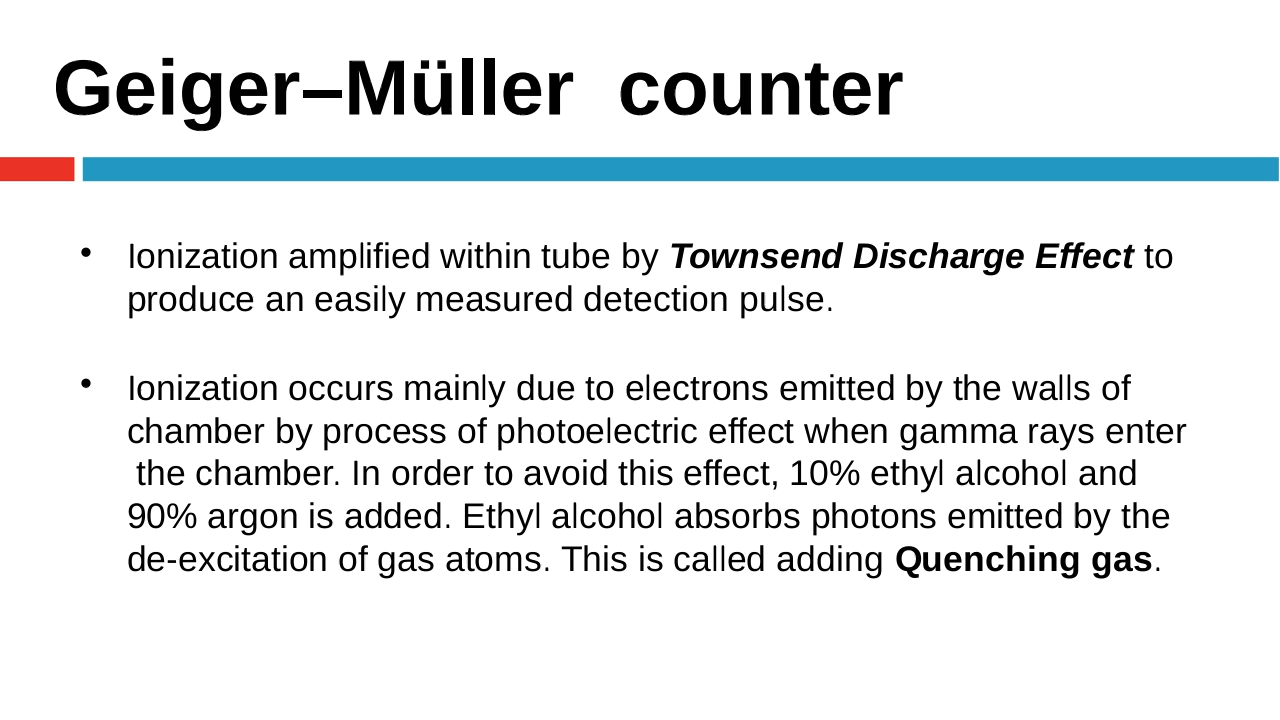 Geiger–Müller  counter
• Ionization amplified within tube by Townsend Discharge Effect to
produce an easily measured detection pulse.
• Ionization occurs mainly due to electrons emitted by the walls of
chamber by process of photoelectric effect when gamma rays enter
the chamber. In order to avoid this effect, 10% ethyl alcohol and
90% argon is added. Ethyl alcohol absorbs photons emitted by the
de-excitation of gas atoms. This is called adding Quenching gas.